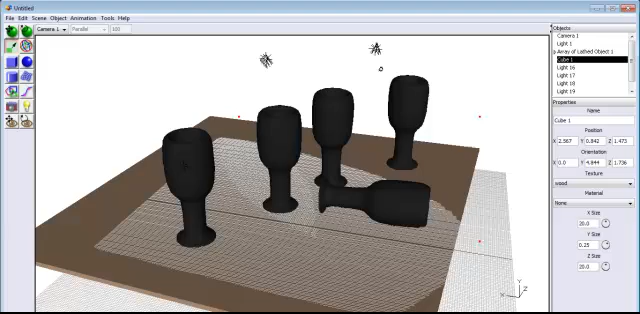 Untitled
File Edit Scene Object Animation Tools Help
Camera 1 Parallel 100
Objects
Camera 1
Light 1
Array of Lathed Object 1
Cube 1
Light 16
Light 17
Light 18
Light 19
Properties
Name
Cube 1
Position
X 2.567 Y 0.842 Z 1.473
Orientation
X 0.0 Y 4.844 Z 1.736
Texture
wood
Material
None
X Size
20.0
Y Size
0.25
Z Size
20.0
Y
X Z